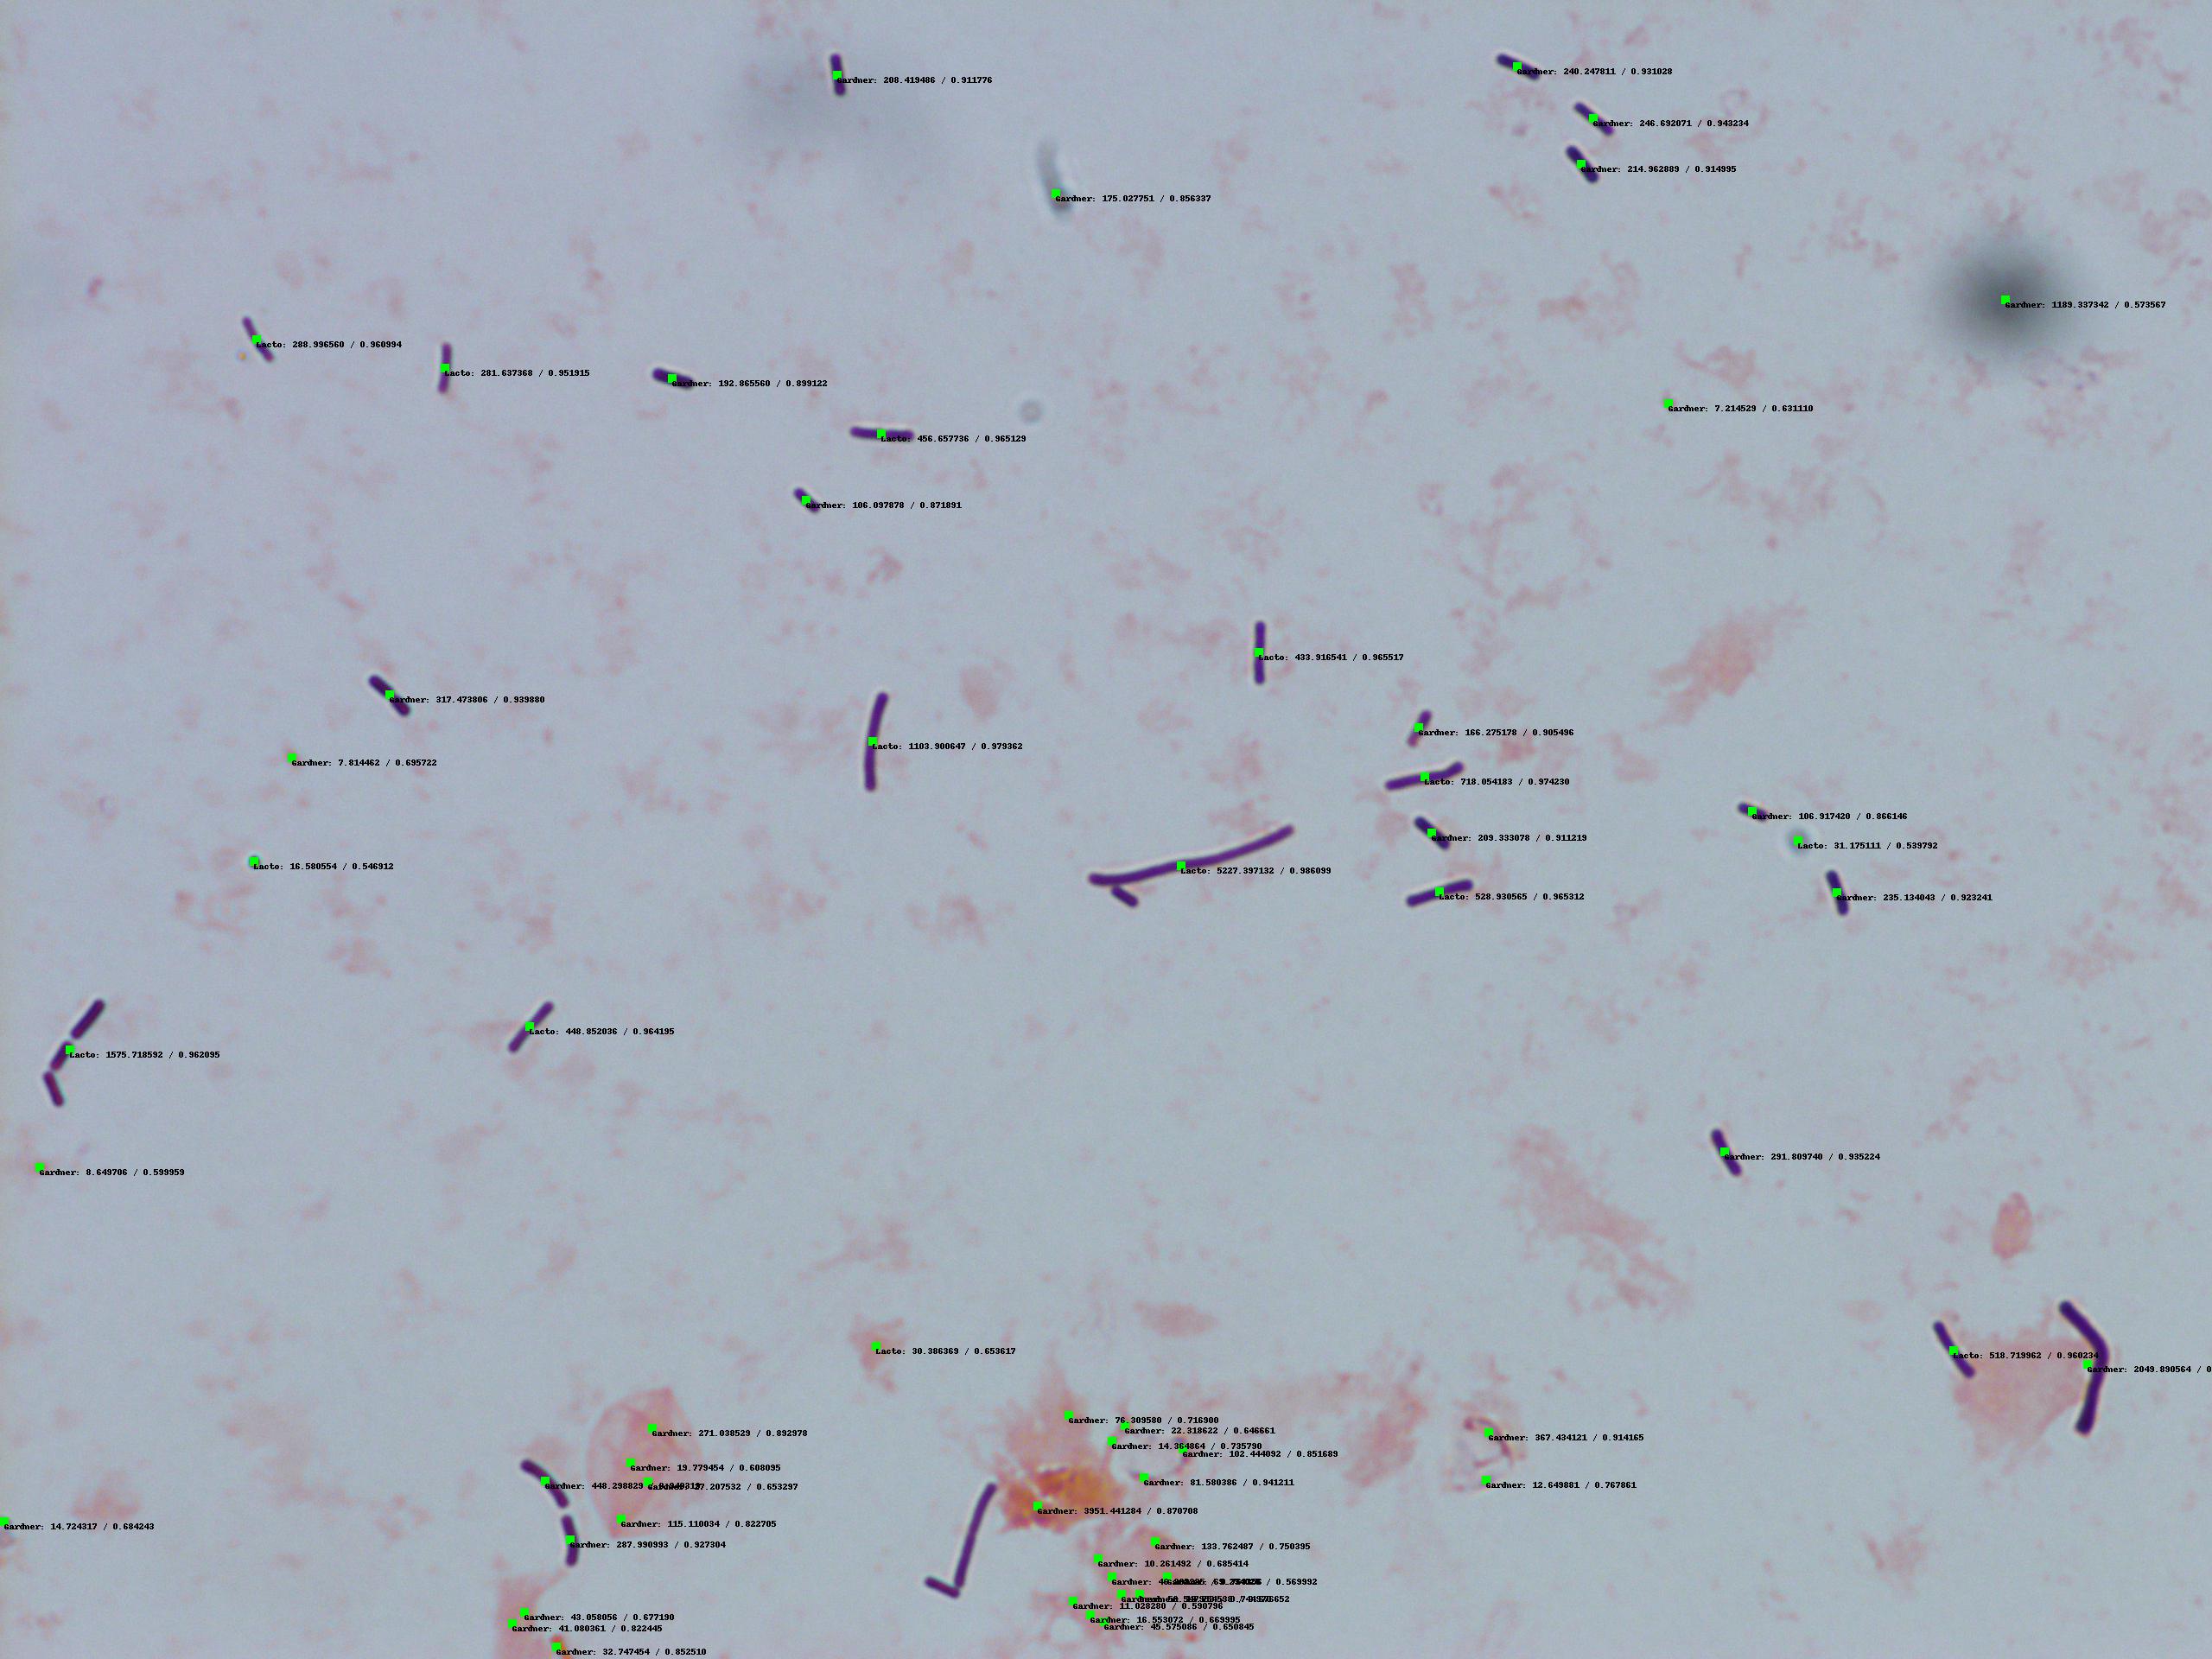 Gardner: 240.247811 / 0.931028
Gardner: 208.419486 / 0.911776
Gardner: 246.692071 / 0.943234
Gardner: 214.962889 / 0.914995
Gardner: 175.027751 / 0.856337
Gardner: 1189.337342 / 0.573567
Lacto: 288.996560 / 0.960994
Lacto: 281.637368 / 0.951915
Gardner: 192.865560 / 0.899122
Gardner: 7.214529 / 0.631110
Lacto: 456.657736 / 0.965129
Gardner: 106.097878 / 0.871891
Lacto: 433.916541 / 0.965517
Gardner: 317.473806 / 0.939880
Gardner: 166.275178 / 0.905496
Lacto: 1103.900647 / 0.979362
Gardner: 7.814462 / 0.695722
Lacto: 718.054183 / 0.974230
Gardner: 106.917420 / 0.866146
Gardner: 209.333078 / 0.911219
Lacto: 31.175111 / 0.539792
Lacto: 16.580554 / 0.546912
Lacto: 5227.397132 / 0.986099
Lacto: 528.930565 / 0.965312
Gardner: 235.134043 / 0.923241
Lacto: 448.852036 / 0.964195
Lacto: 1575.718592 / 0.962095
Gardner: 291.809740 / 0.935224
Gardner: 8.649706 / 0.599959
Lacto: 30.386369 / 0.653617
Lacto: 518.719962 / 0.960234
Gardner: 2049.890564 / 0
Gardner: 76.309580 / 0.716900
Gardner: 22.318622 / 0.646661
Gardner: 271.038529 / 0.892978
Gardner: 367.434121 / 0.914165
Gardner: 14.364864 / 0.735790
Gardner: 102.444092 / 0.851689
Gardner: 19.779454 / 0.608095
Gardner: 81.580386 / 0.941211
Gardner: 12.649881 / 0.767861
Gardner: 448.298829 / 0.653297
Gardner: 3951.441284 / 0.870708
Gardner: 115.110034 / 0.822705
Gardner: 14.724317 / 0.684243
Gardner: 287.990993 / 0.927304
Gardner: 133.762487 / 0.750395
Gardner: 10.261492 / 0.685414
Gardner: / 0.569992
Gardner:
Gardner: 11.028280 / 0.590796
Gardner: 43.058056 / 0.677190
Gardner: 16.553072 / 0.669995
Gardner: 41.080361 / 0.822445
Gardner: 45.575086 / 0.650845
Gardner: 32.747454 / 0.852510